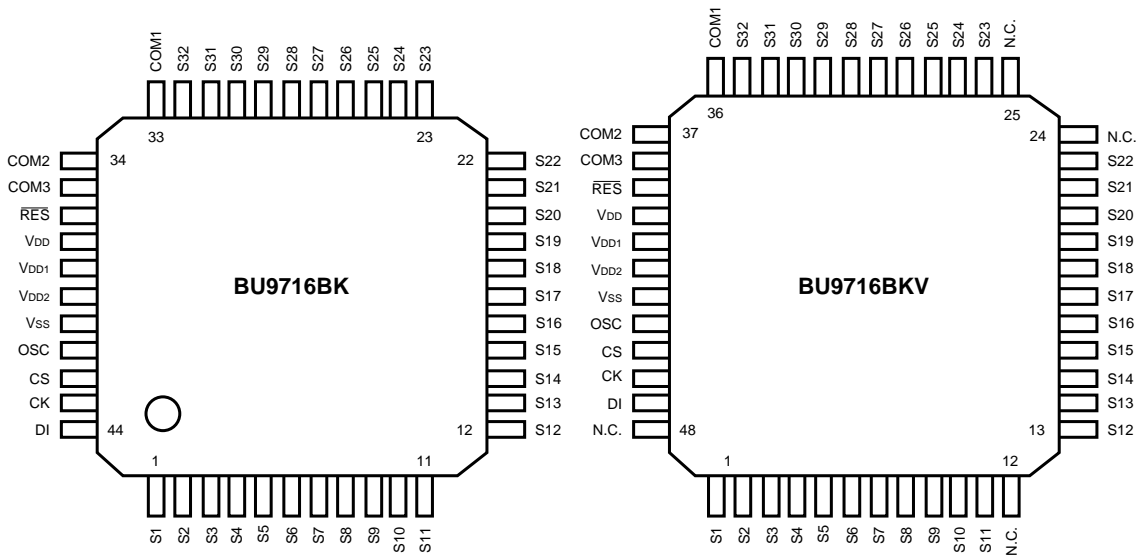 COM1 S32 S31 S30 S29 S28 S27 S26 S25 S24 S23
33 23
34 22
COM2 S22
COM3 S21
RES S20
VDD S19
VDD1 S18
VDD2 S17
BU9716BK
VSS S16
OSC S15
CS S14
CK S13
DI S12
44 12
1 11
S1 S2 S3 S4 S5 S6 S7 S8 S9 S10 S11
COM1 S32 S31 S30 S29 S28 S27 S26 S25 S24 S23 N.C.
36 25
37 24
COM2 N.C.
COM3 S22
RES S21
VDD S20
VDD1 S19
VDD2 S18
BU9716BKV
VSS S17
OSC S16
CS S15
CK S14
DI S13
N.C. S12
48 13
1 12
S1 S2 S3 S4 S5 S6 S7 S8 S9 S10 S11 N.C.